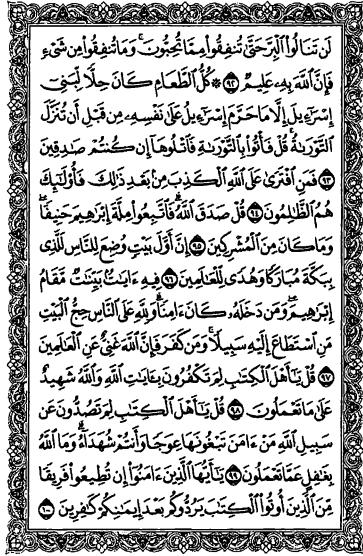 لَن تَنَالُوا۟ ٱلْبِرَّ حَتَّىٰ تُنفِقُوا۟ مِمَّا تُحِبُّونَ ۚ وَمَا تُنفِقُوا۟ مِن شَىْءٍ
فَإِنَّ ٱللَّهَ بِهِۦ عَلِيمٌ ٩٢ ۞ كُلُّ ٱلطَّعَامِ كَانَ حِلًّا لِّبَنِىٓ
إِسْرَٰٓءِيلَ إِلَّا مَا حَرَّمَ إِسْرَٰٓءِيلُ عَلَىٰ نَفْسِهِۦ مِن قَبْلِ أَن تُنَزَّلَ
ٱلتَّوْرَىٰةُ ۗ قُلْ فَأْتُوا۟ بِٱلتَّوْرَىٰةِ فَٱتْلُوهَآ إِن كُنتُمْ صَٰدِقِينَ
٩٣ فَمَنِ ٱفْتَرَىٰ عَلَى ٱللَّهِ ٱلْكَذِبَ مِنۢ بَعْدِ ذَٰلِكَ فَأُو۟لَٰٓئِكَ
هُمُ ٱلظَّٰلِمُونَ ٩٤ قُلْ صَدَقَ ٱللَّهُ ۗ فَٱتَّبِعُوا۟ مِلَّةَ إِبْرَٰهِيمَ حَنِيفًا ۖ
وَمَا كَانَ مِنَ ٱلْمُشْرِكِينَ ٩٥ إِنَّ أَوَّلَ بَيْتٍ وُضِعَ لِلنَّاسِ لَلَّذِى
بِبَكَّةَ مُبَارَكًا وَهُدًى لِّلْعَٰلَمِينَ ٩٦ فِيهِ ءَايَٰتٌۢ بَيِّنَٰتٌ مَّقَامُ
إِبْرَٰهِيمَ ۖ وَمَن دَخَلَهُۥ كَانَ ءَامِنًا ۗ وَلِلَّهِ عَلَى ٱلنَّاسِ حِجُّ ٱلْبَيْتِ
مَنِ ٱسْتَطَاعَ إِلَيْهِ سَبِيلًا ۚ وَمَن كَفَرَ فَإِنَّ ٱللَّهَ غَنِىٌّ عَنِ ٱلْعَٰلَمِينَ
٩٧ قُلْ يَٰٓأَهْلَ ٱلْكِتَٰبِ لِمَ تَكْفُرُونَ بِـَٔايَٰتِ ٱللَّهِ وَٱللَّهُ شَهِيدٌ
عَلَىٰ مَا تَعْمَلُونَ ٩٨ قُلْ يَٰٓأَهْلَ ٱلْكِتَٰبِ لِمَ تَصُدُّونَ عَن
سَبِيلِ ٱللَّهِ مَنْ ءَامَنَ تَبْغُونَهَا عِوَجًا وَأَنتُمْ شُهَدَآءُ ۗ وَمَا ٱللَّهُ
بِغَٰفِلٍ عَمَّا تَعْمَلُونَ ٩٩ يَٰٓأَيُّهَا ٱلَّذِينَ ءَامَنُوٓا۟ إِن تُطِيعُوا۟ فَرِيقًا
مِّنَ ٱلَّذِينَ أُوتُوا۟ ٱلْكِتَٰبَ يَرُدُّوكُم بَعْدَ إِيمَٰنِكُمْ كَٰفِرِينَ ١٠٠